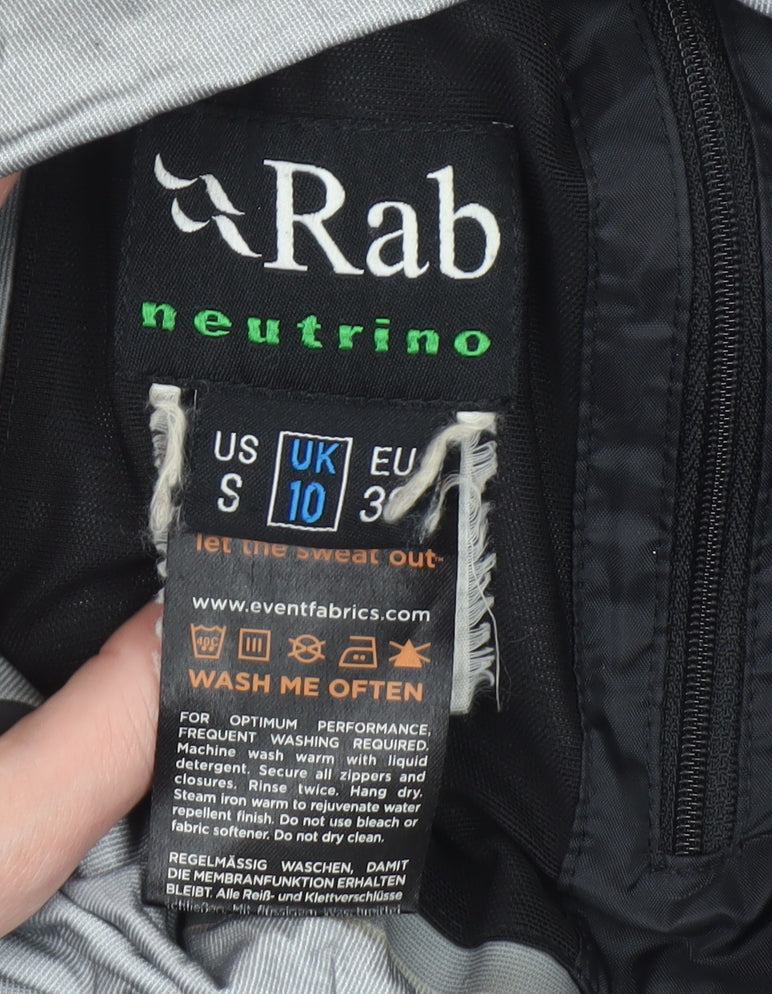 Rab
neutrino
US UK EU
S 10
let the sweat out™
www.eventfabrics.com
40C
WASH ME OFTEN
FOR OPTIMUM PERFORMANCE,
FREQUENT WASHING REQUIRED.
Machine wash warm with liquid
detergent. Secure all zippers and
closures. Rinse twice. Hang dry.
Steam iron warm to rejuvenate water
repellent finish. Do not use bleach or
fabric softener. Do not dry clean.
REGELMÄSSIG WASCHEN, DAMIT
DIE MEMBRANFUNKTION ERHALTEN
BLEIBT. Alle Reiß- und Klettverschlüsse